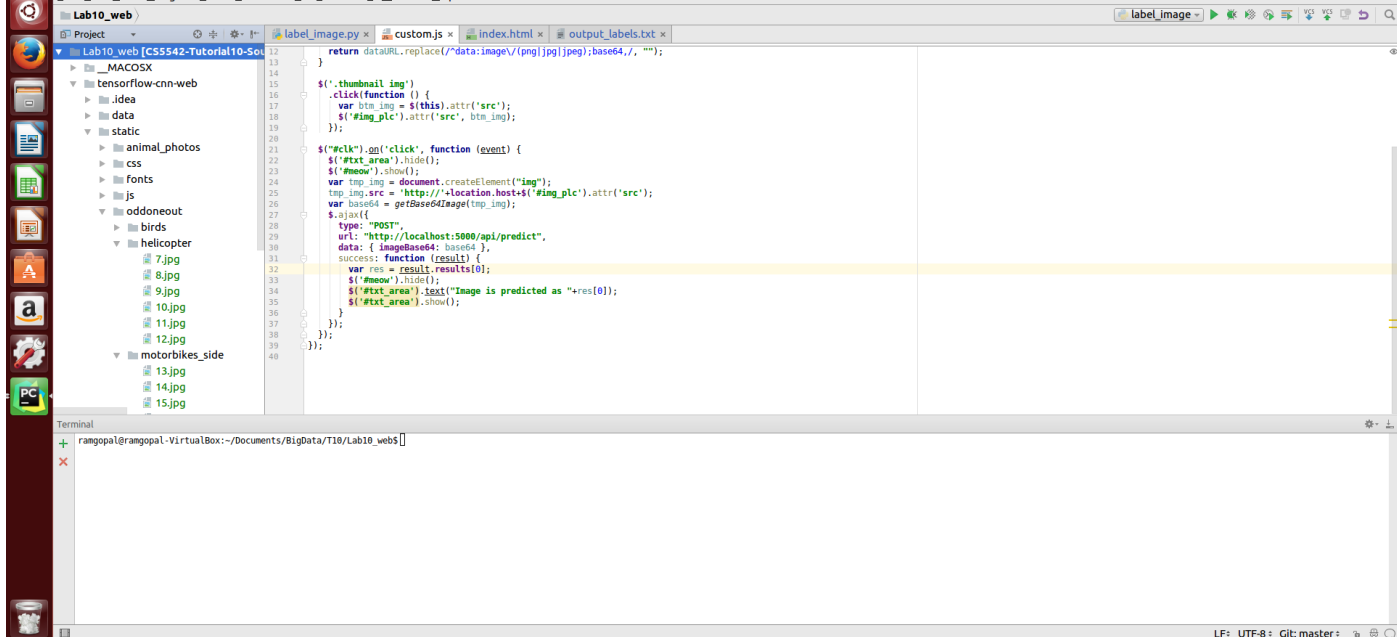 Lab10_web
label_image
Project
label_image.py × custom.js × index.html × output_labels.txt ×
Lab10_web [CS5542-Tutorial10-Sou
__MACOSX
tensorflow-cnn-web
.idea
data
static
animal_photos
css
fonts
js
oddoneout
birds
helicopter
7.jpg
8.jpg
9.jpg
10.jpg
11.jpg
12.jpg
motorbikes_side
13.jpg
14.jpg
15.jpg
12 return dataURL.replace(/^data:image\/(png|jpg|jpeg);base64,/, "");
13 }
14
15 $('.thumbnail img')
16 .click(function () {
17 var btm_img = $(this).attr('src');
18 $('#img_plc').attr('src', btm_img);
19 });
20
21 $("#clk").on('click', function (event) {
22 $('#txt_area').hide();
23 $('#meow').show();
24 var tmp_img = document.createElement("img");
25 tmp_img.src = 'http://'+location.host+$('#img_plc').attr('src');
26 var base64 = getBase64Image(tmp_img);
27 $.ajax({
28 type: "POST",
29 url: "http://localhost:5000/api/predict",
30 data: { imageBase64: base64 },
31 success: function (result) {
32 var res = result.results[0];
33 $('#meow').hide();
34 $('#txt_area').text("Image is predicted as "+res[0]);
35 $('#txt_area').show();
36 }
37 });
38 });
39 });
40
Terminal
ramgopal@ramgopal-VirtualBox:~/Documents/BigData/T10/Lab10_web$
LF: UTF-8: Git: master: